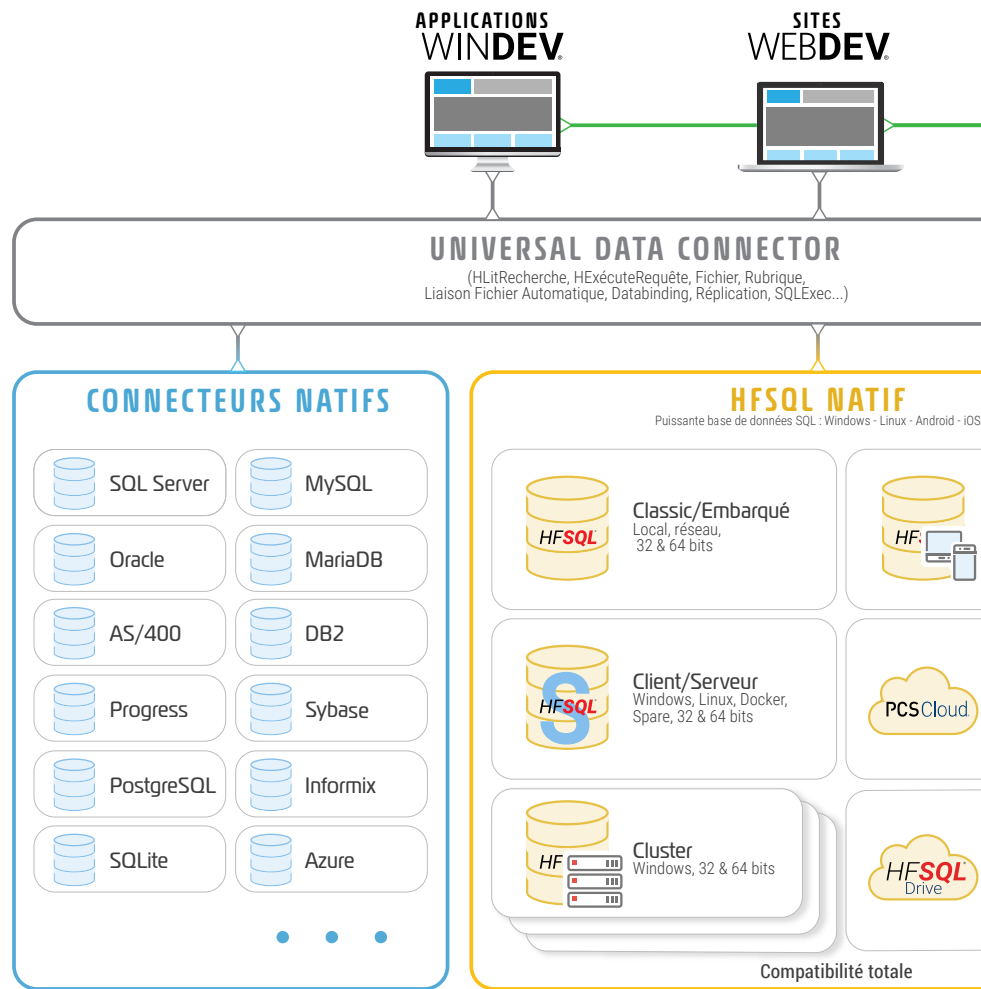 APPLICATIONS
WINDEV
SITES
WEBDEV
UNIVERSAL DATA CONNECTOR
(HLitRecherche, HExécuteRequête, Fichier, Rubrique,
Liaison Fichier Automatique, Databinding, Réplication, SQLExec...)
CONNECTEURS NATIFS
SQL Server
MySQL
Oracle
MariaDB
AS/400
DB2
Progress
Sybase
PostgreSQL
Informix
SQLite
Azure
HFSQL NATIF
Puissante base de données SQL : Windows - Linux - Android - iOS
HFSQL
Classic/Embarqué
Local, réseau,
32 & 64 bits
HFS
HFSQL
S
Client/Serveur
Windows, Linux, Docker,
Spare, 32 & 64 bits
PCSCloud
HF
Cluster
Windows, 32 & 64 bits
HFSQL
Drive
Compatibilité totale